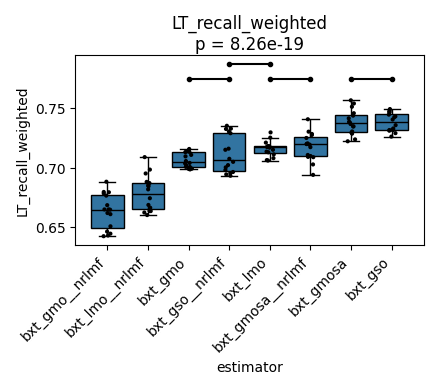 LT_recall_weighted
p = 8.26e-19
LT_recall_weighted
0.75
0.70
0.65
bxt_gmo__nrlmf
bxt_lmo__nrlmf
bxt_gmo
bxt_gso__nrlmf
bxt_lmo
bxt_gmosa__nrlmf
bxt_gmosa
bxt_gso
estimator